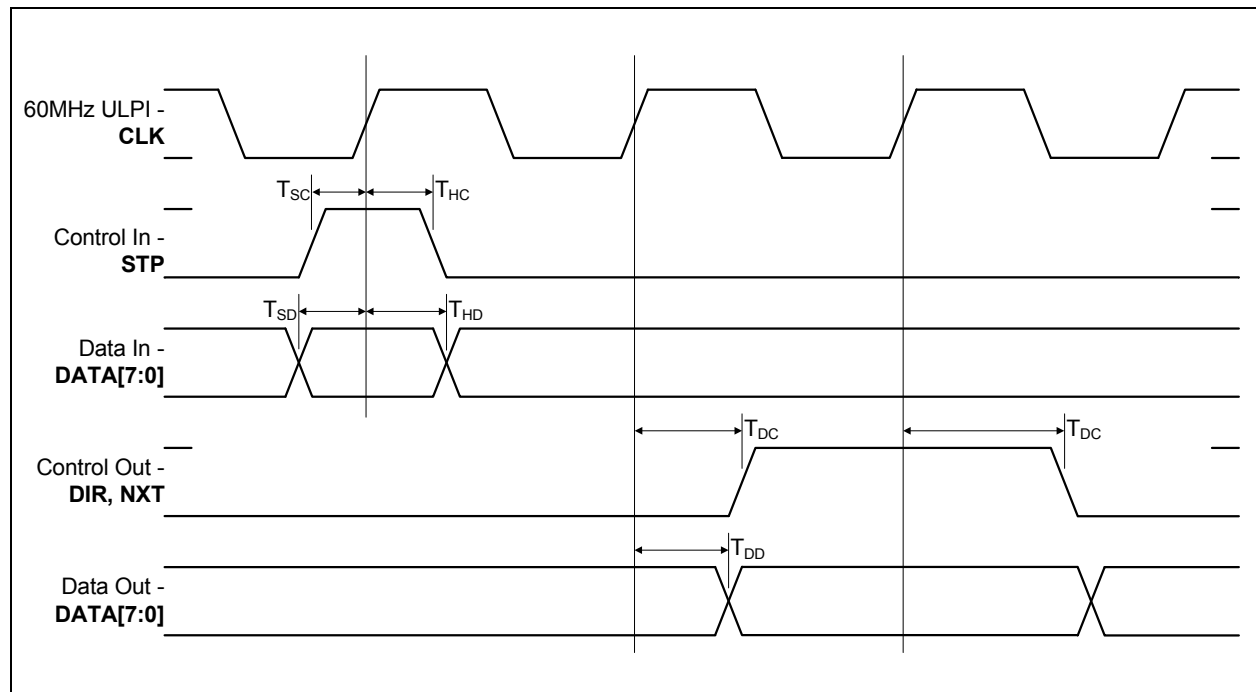 60MHz ULPI -
CLK
TSC
THC
Control In -
STP
TSD
THD
Data In -
DATA[7:0]
TDC
TDC
Control Out -
DIR, NXT
TDD
Data Out -
DATA[7:0]